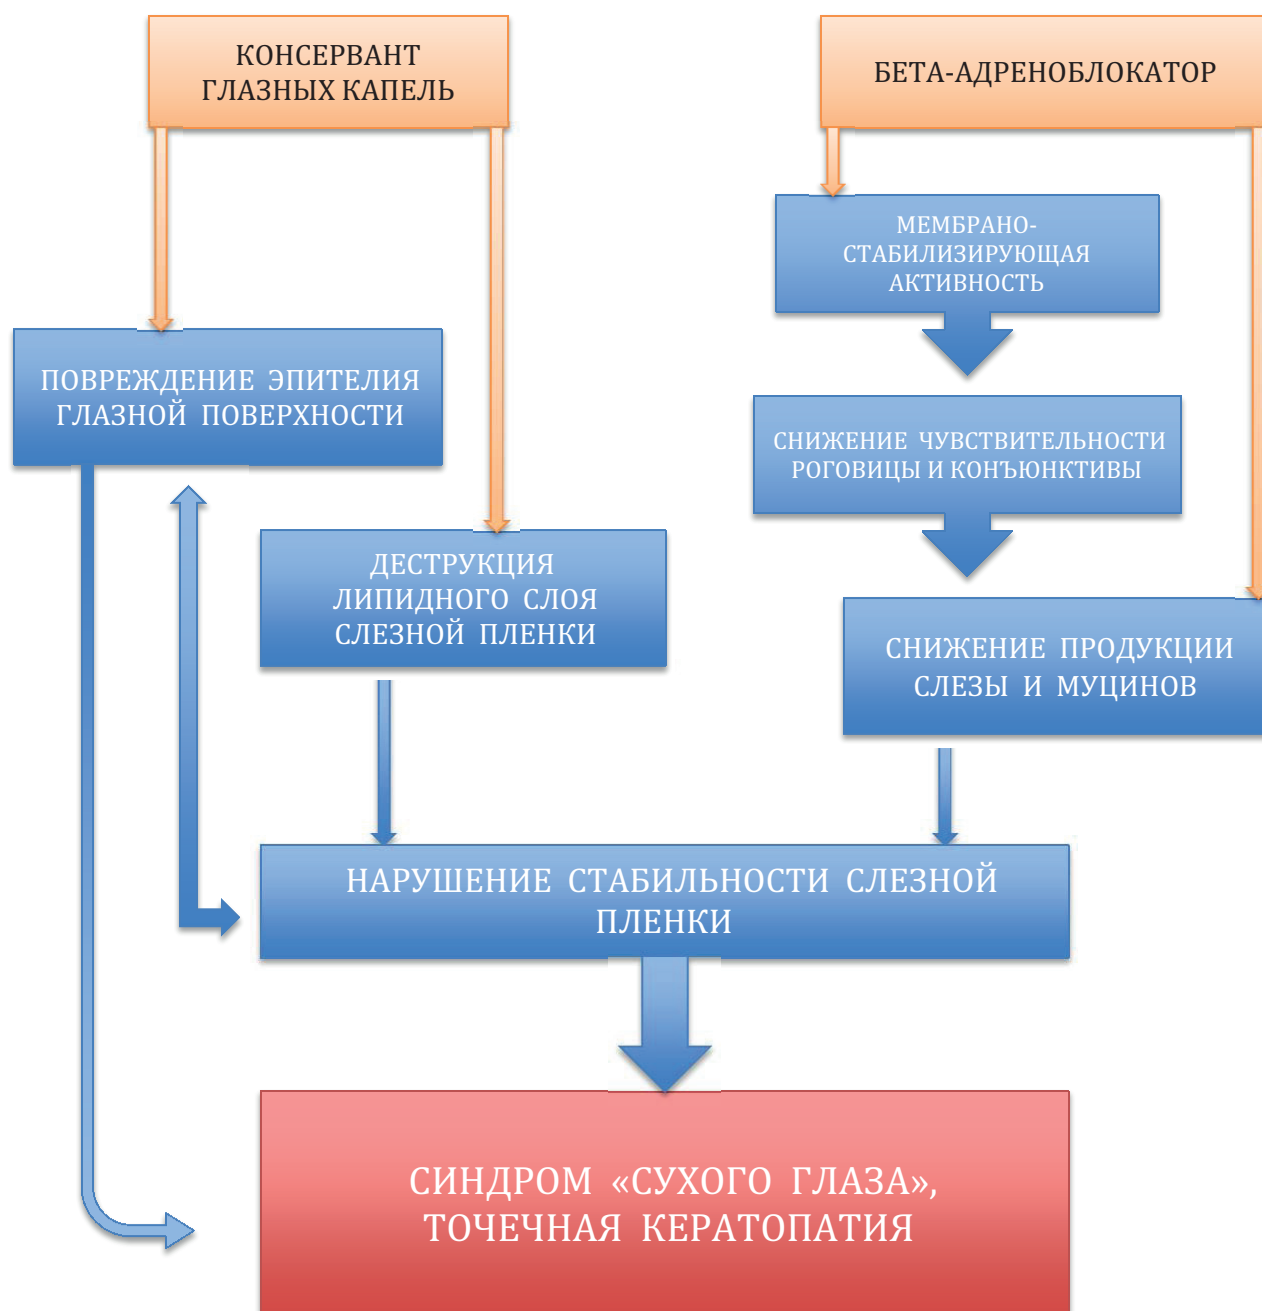 КОНСЕРВАНТ
ГЛАЗНЫХ КАПЕЛЬ
БЕТА-АДРЕНОБЛОКАТОР
МЕМБРАНО-
СТАБИЛИЗИРУЮЩАЯ
АКТИВНОСТЬ
ПОВРЕЖДЕНИЕ ЭПИТЕЛИЯ
ГЛАЗНОЙ ПОВЕРХНОСТИ
СНИЖЕНИЕ ЧУВСТВИТЕЛЬНОСТИ
РОГОВИЦЫ И КОНЪЮНКТИВЫ
ДЕСТРУКЦИЯ
ЛИПИДНОГО СЛОЯ
СЛЕЗНОЙ ПЛЕНКИ
СНИЖЕНИЕ ПРОДУКЦИИ
СЛЕЗЫ И МУЦИНОВ
НАРУШЕНИЕ СТАБИЛЬНОСТИ СЛЕЗНОЙ
ПЛЕНКИ
СИНДРОМ «СУХОГО ГЛАЗА»,
ТОЧЕЧНАЯ КЕРАТОПАТИЯ